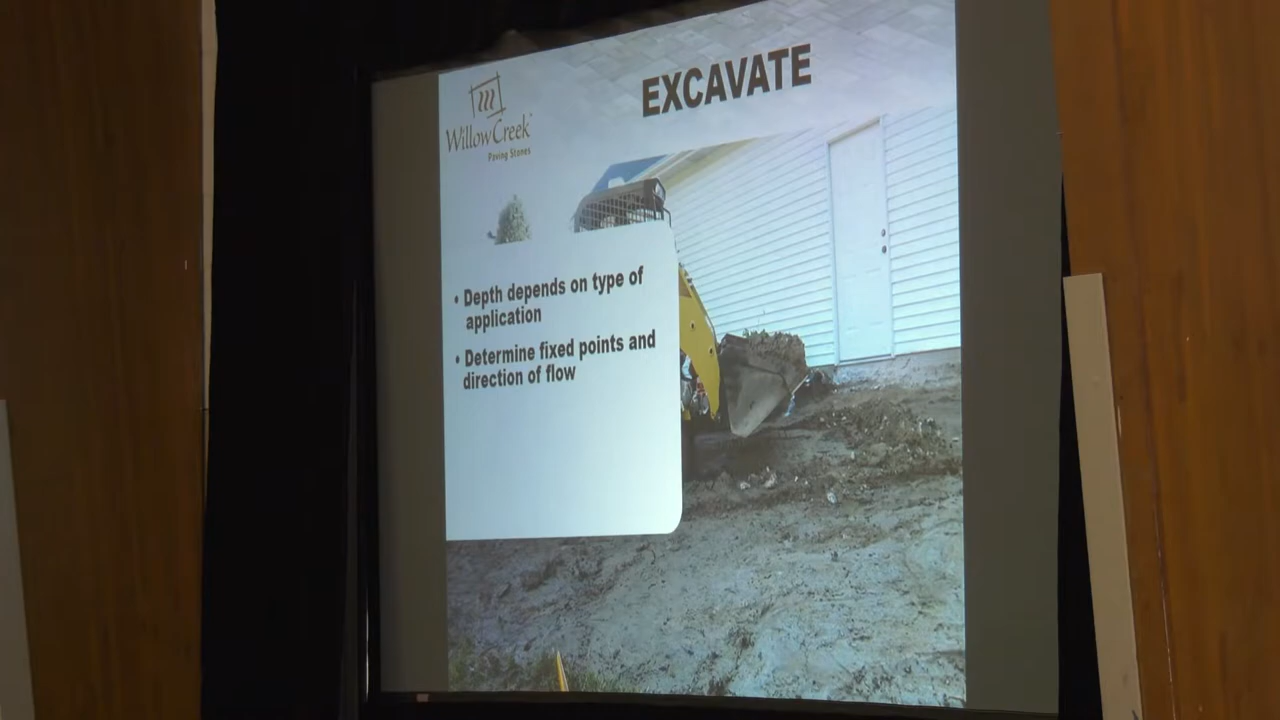 EXCAVATE
WillowCreek
Paving Stones
• Depth depends on type of
application
• Determine fixed points and
direction of flow